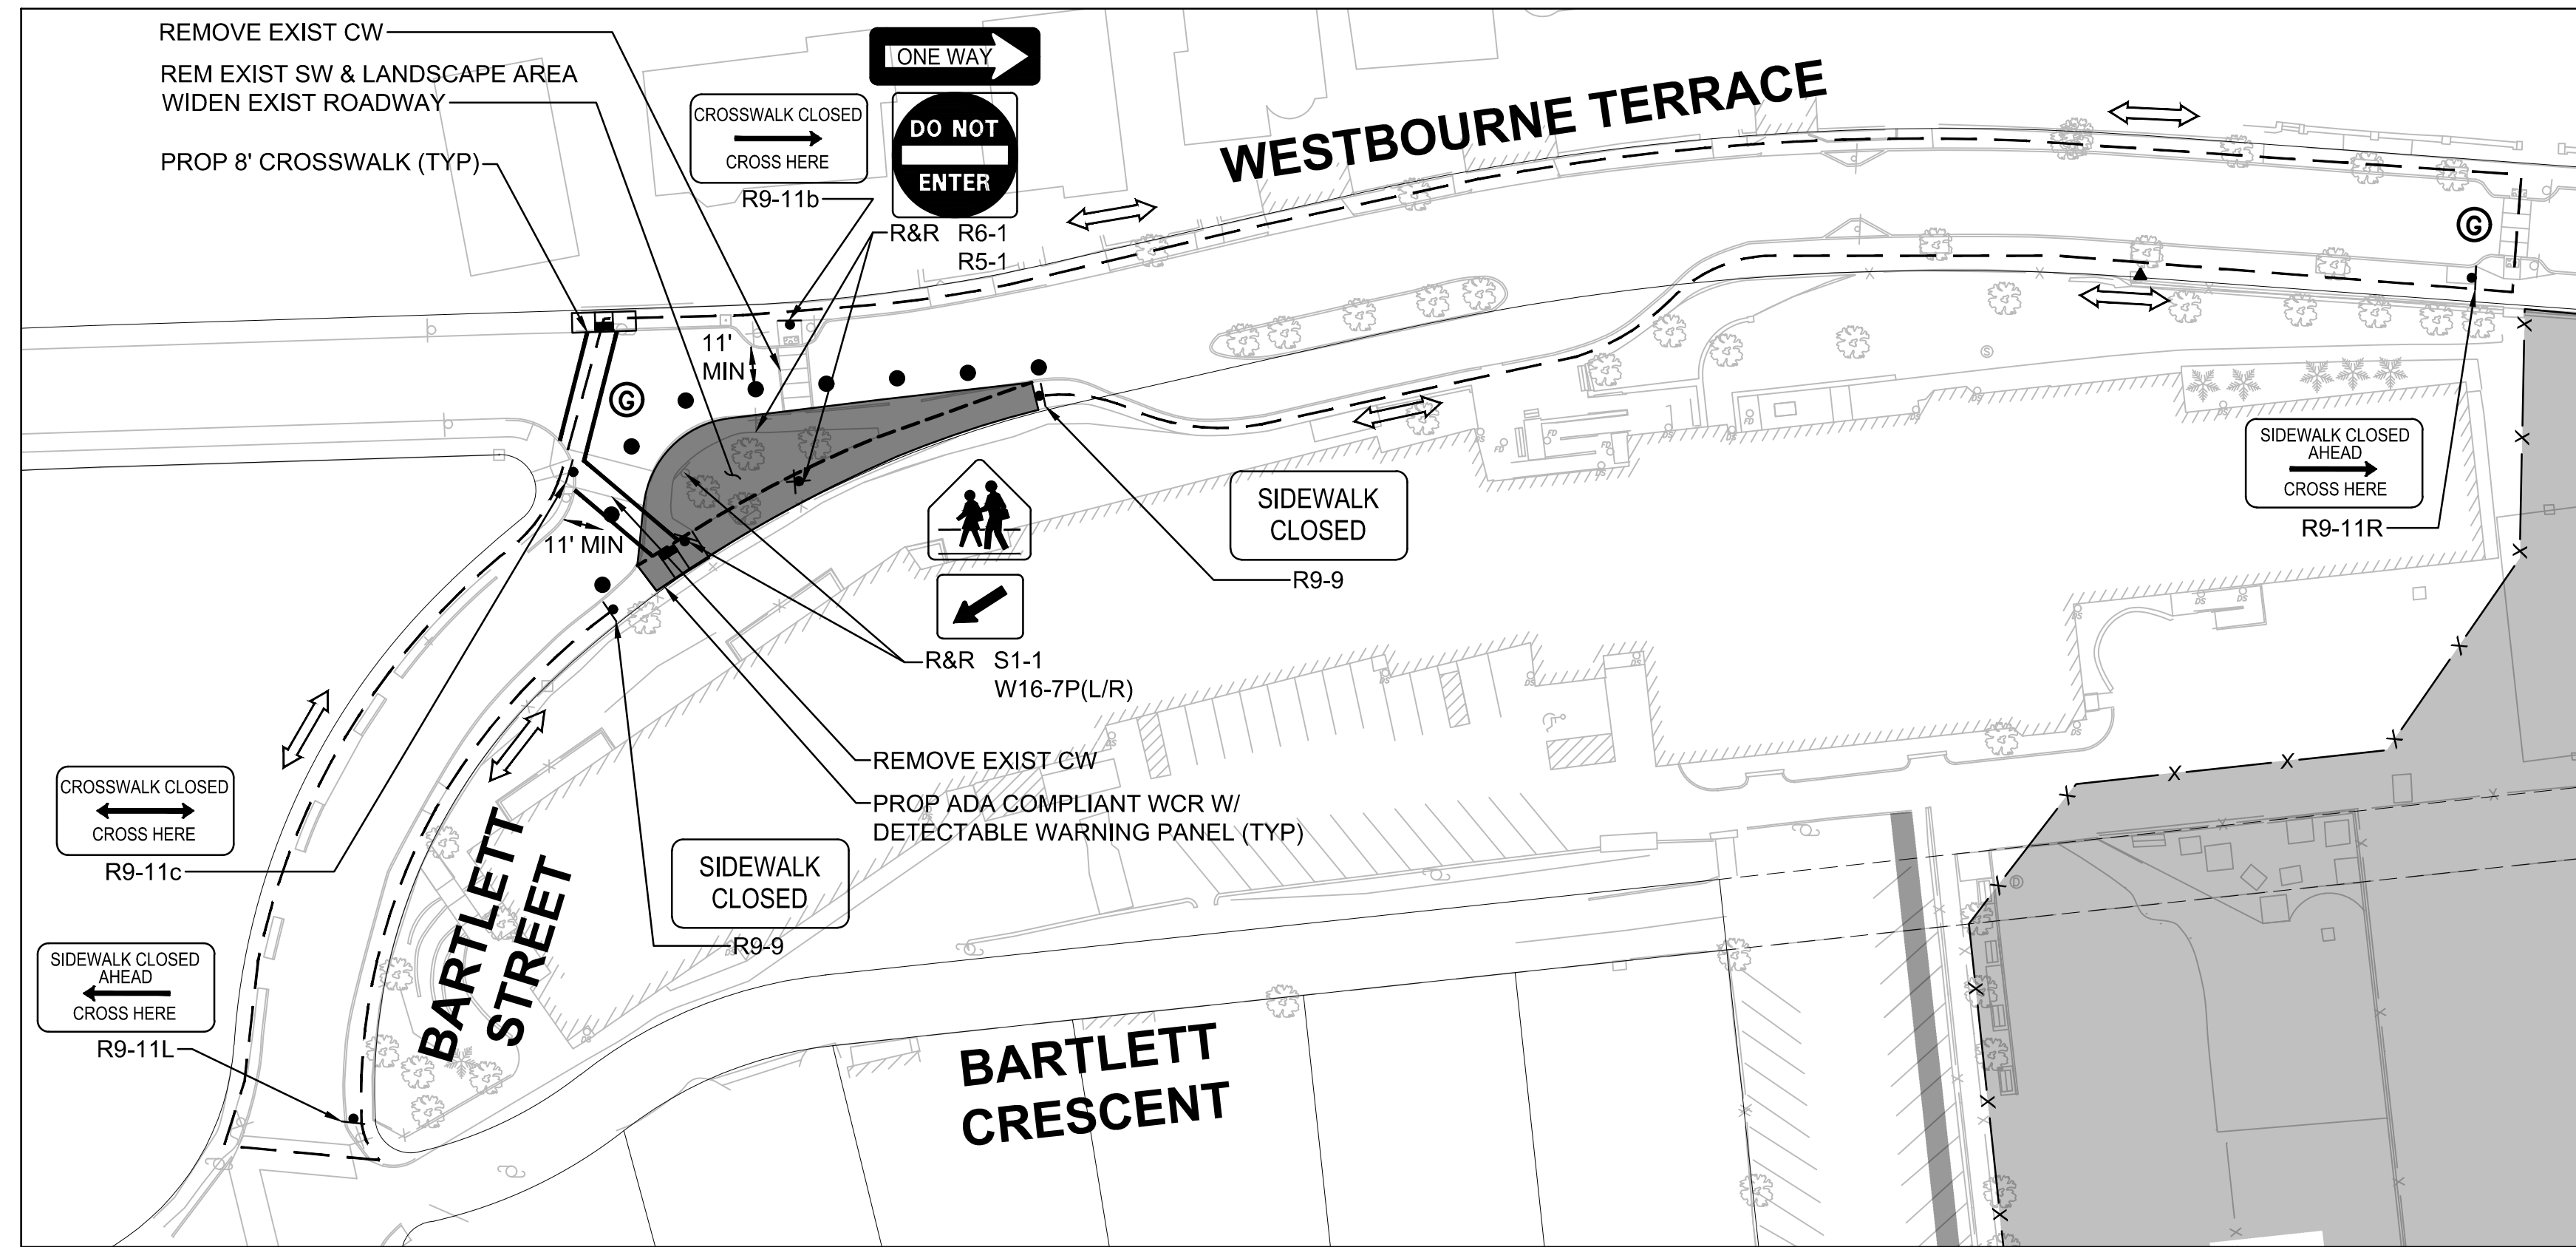 REMOVE EXIST CW
REM EXIST SW & LANDSCAPE AREA
WIDEN EXIST ROADWAY
PROP 8' CROSSWALK (TYP)
ONE WAY
CROSSWALK CLOSED
CROSS HERE
R9-11b
DO NOT
ENTER
R&R R6-1
R5-1
WESTBOURNE TERRACE
G
11'
MIN
G
11' MIN
SIDEWALK
CLOSED
R9-9
SIDEWALK CLOSED
AHEAD
CROSS HERE
R9-11R
R&R S1-1
W16-7P(L/R)
REMOVE EXIST CW
PROP ADA COMPLIANT WCR W/
DETECTABLE WARNING PANEL (TYP)
CROSSWALK CLOSED
CROSS HERE
R9-11c
SIDEWALK
CLOSED
R9-9
SIDEWALK CLOSED
AHEAD
CROSS HERE
R9-11L
BARTLETT
STREET
BARTLETT
CRESCENT